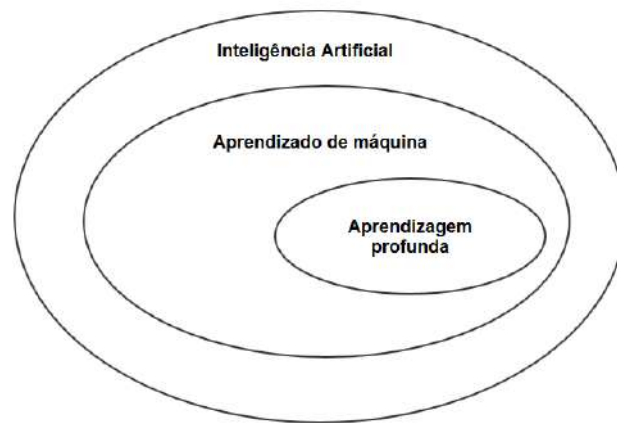 Inteligência Artificial
Aprendizado de máquina
Aprendizagem
profunda